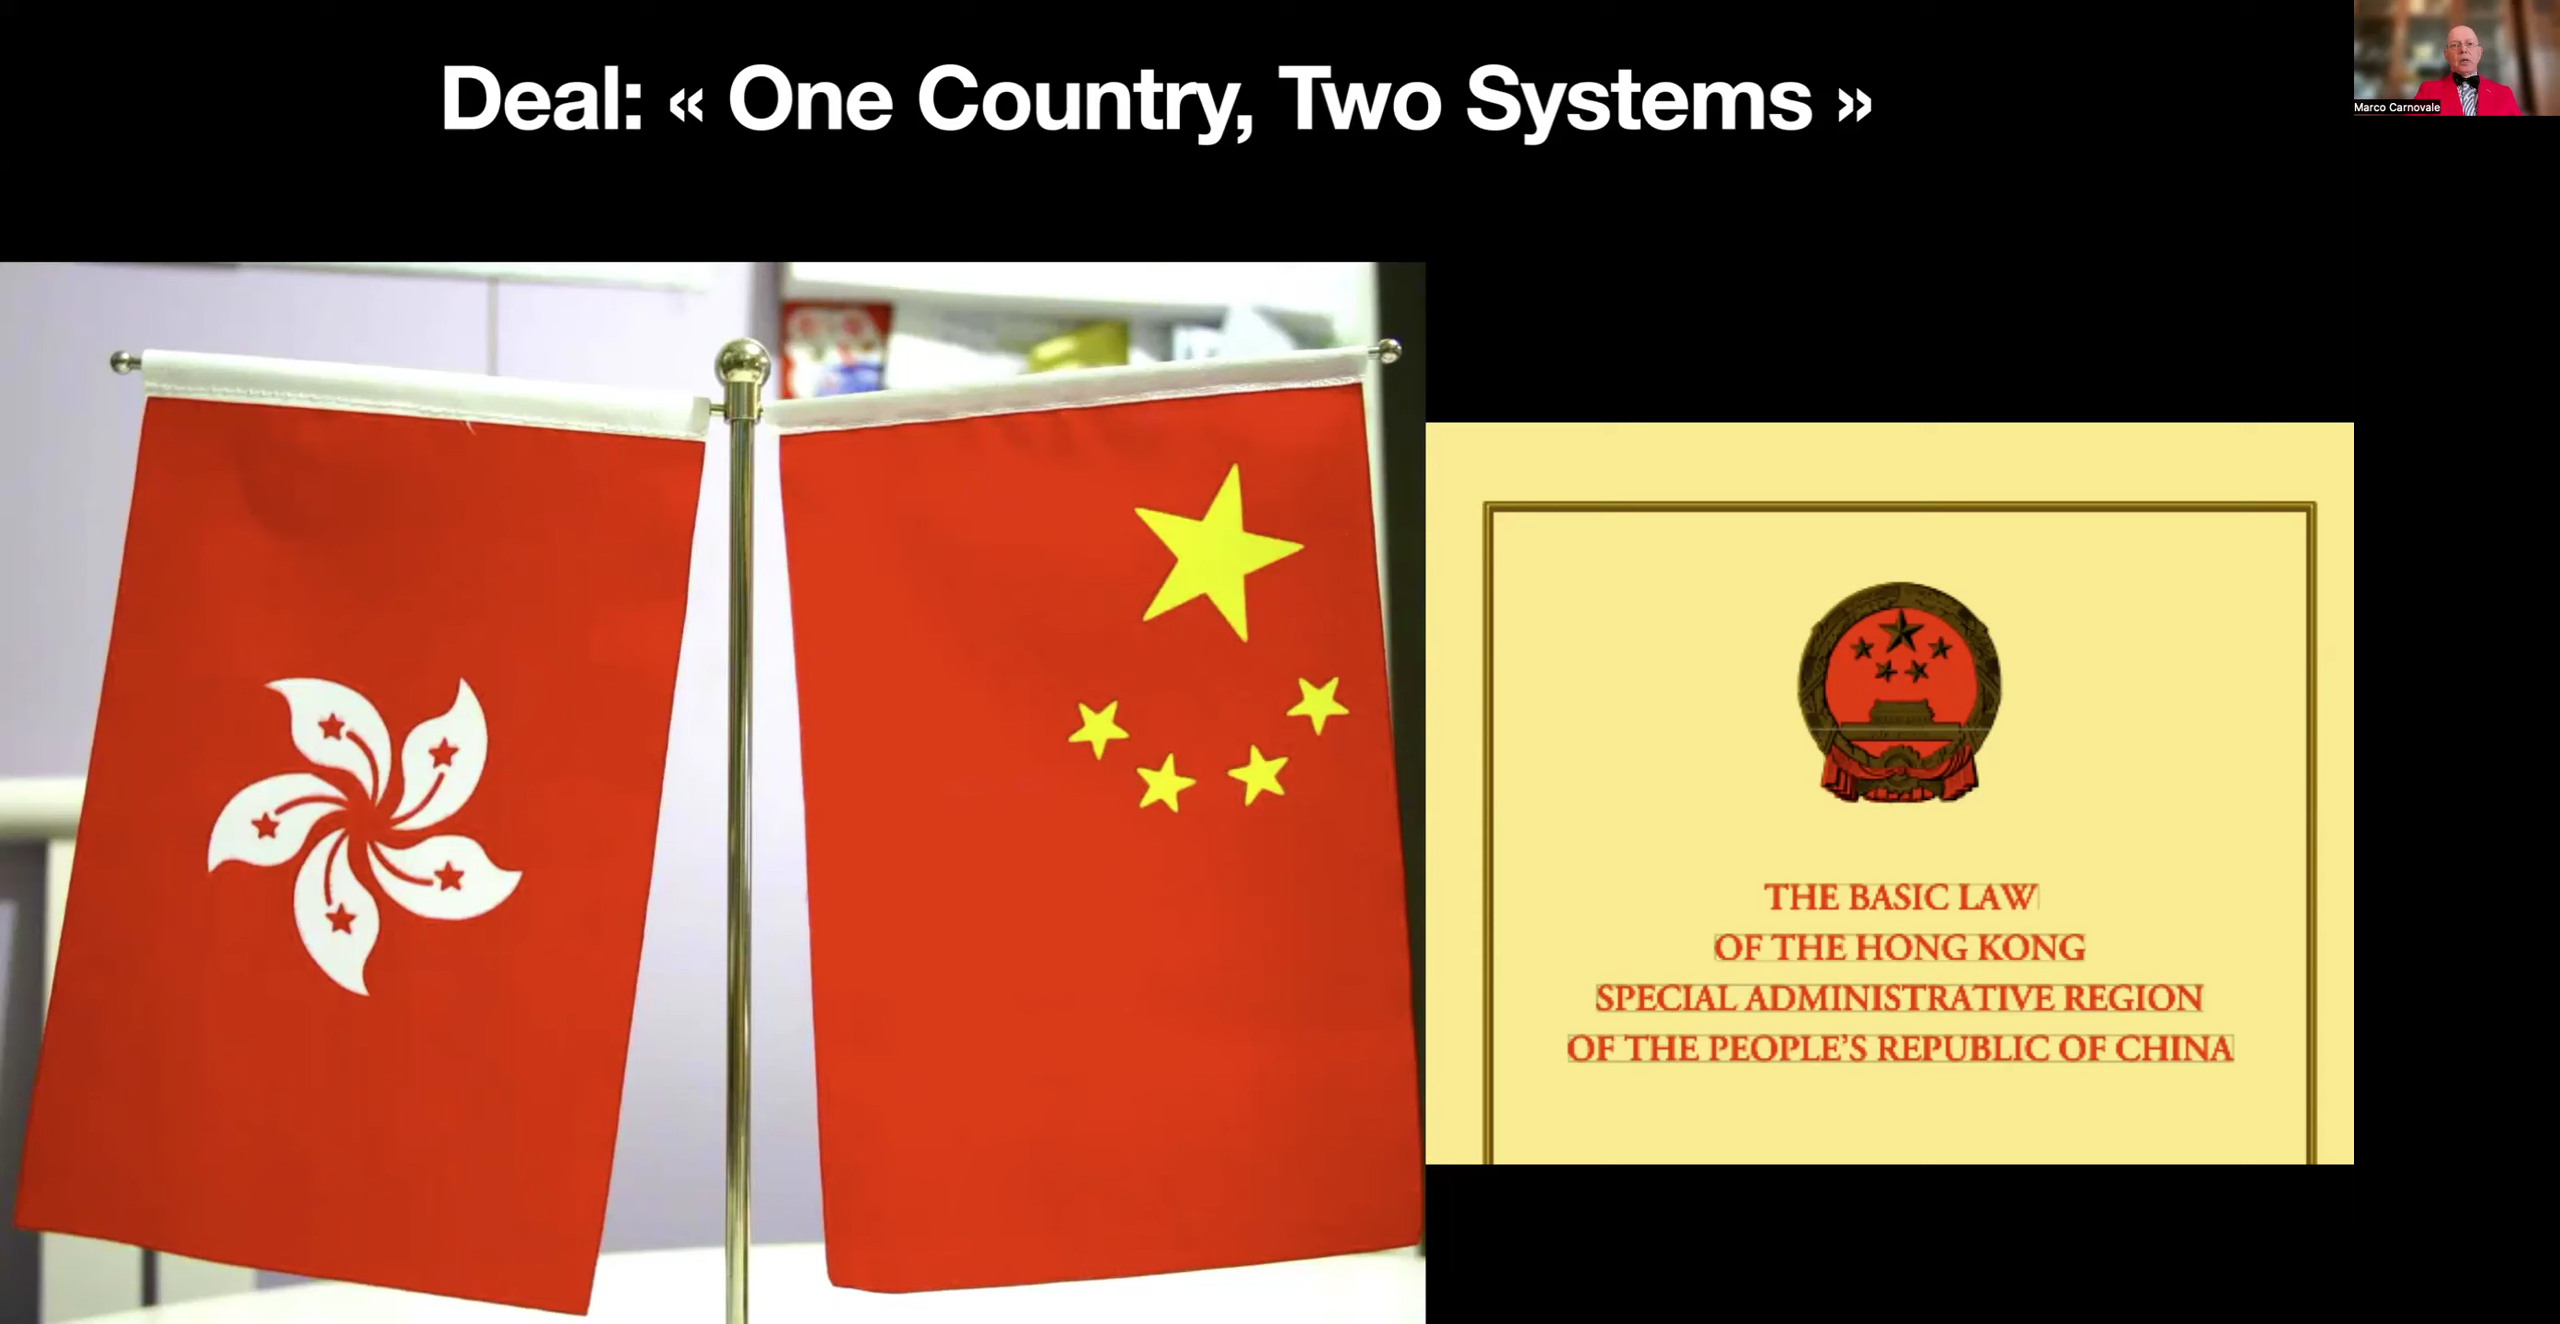 Deal: « One Country, Two Systems »
Marco Carnovale
THE BASIC LAW
OF THE HONG KONG
SPECIAL ADMINISTRATIVE REGION
OF THE PEOPLE'S REPUBLIC OF CHINA